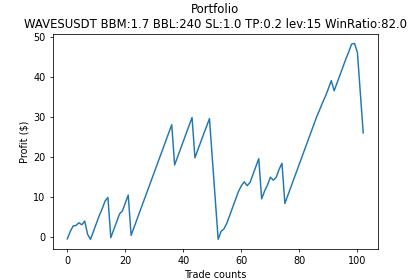 Portfolio
WAVESUSDT BBM:1.7 BBL:240 SL:1.0 TP:0.2 lev:15 WinRatio:82.0
50
40
30
20
10
0
Profit ($)
0 20 40 60 80 100
Trade counts